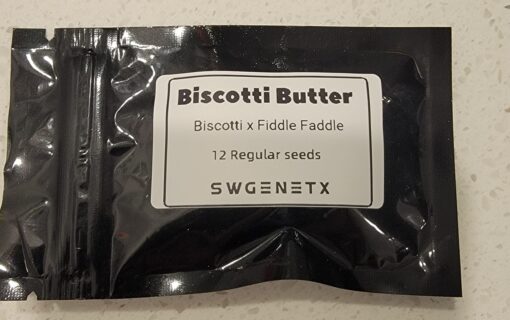 Biscotti Butter
Biscotti x Fiddle Faddle
12 Regular seeds
SWGENETX